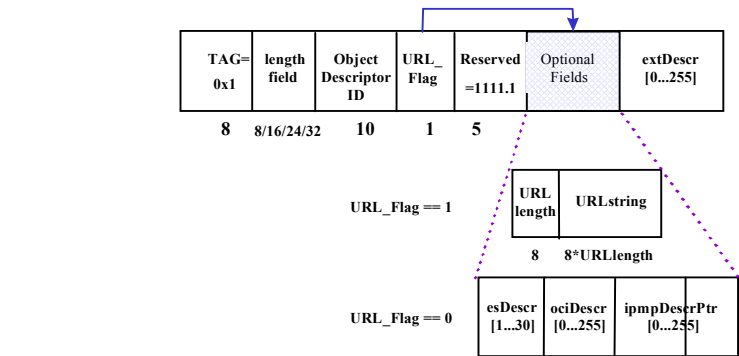 TAG= 0x1
length field
Object Descriptor ID
URL_ Flag
Reserved =1111.1
Optional Fields
extDescr [0...255]
8 8/16/24/32 10 1 5
URL_Flag == 1
URL length
URLstring
8 8*URLlength
URL_Flag == 0
esDescr [1...30]
ociDescr [0...255]
ipmpDescrPtr [0...255]